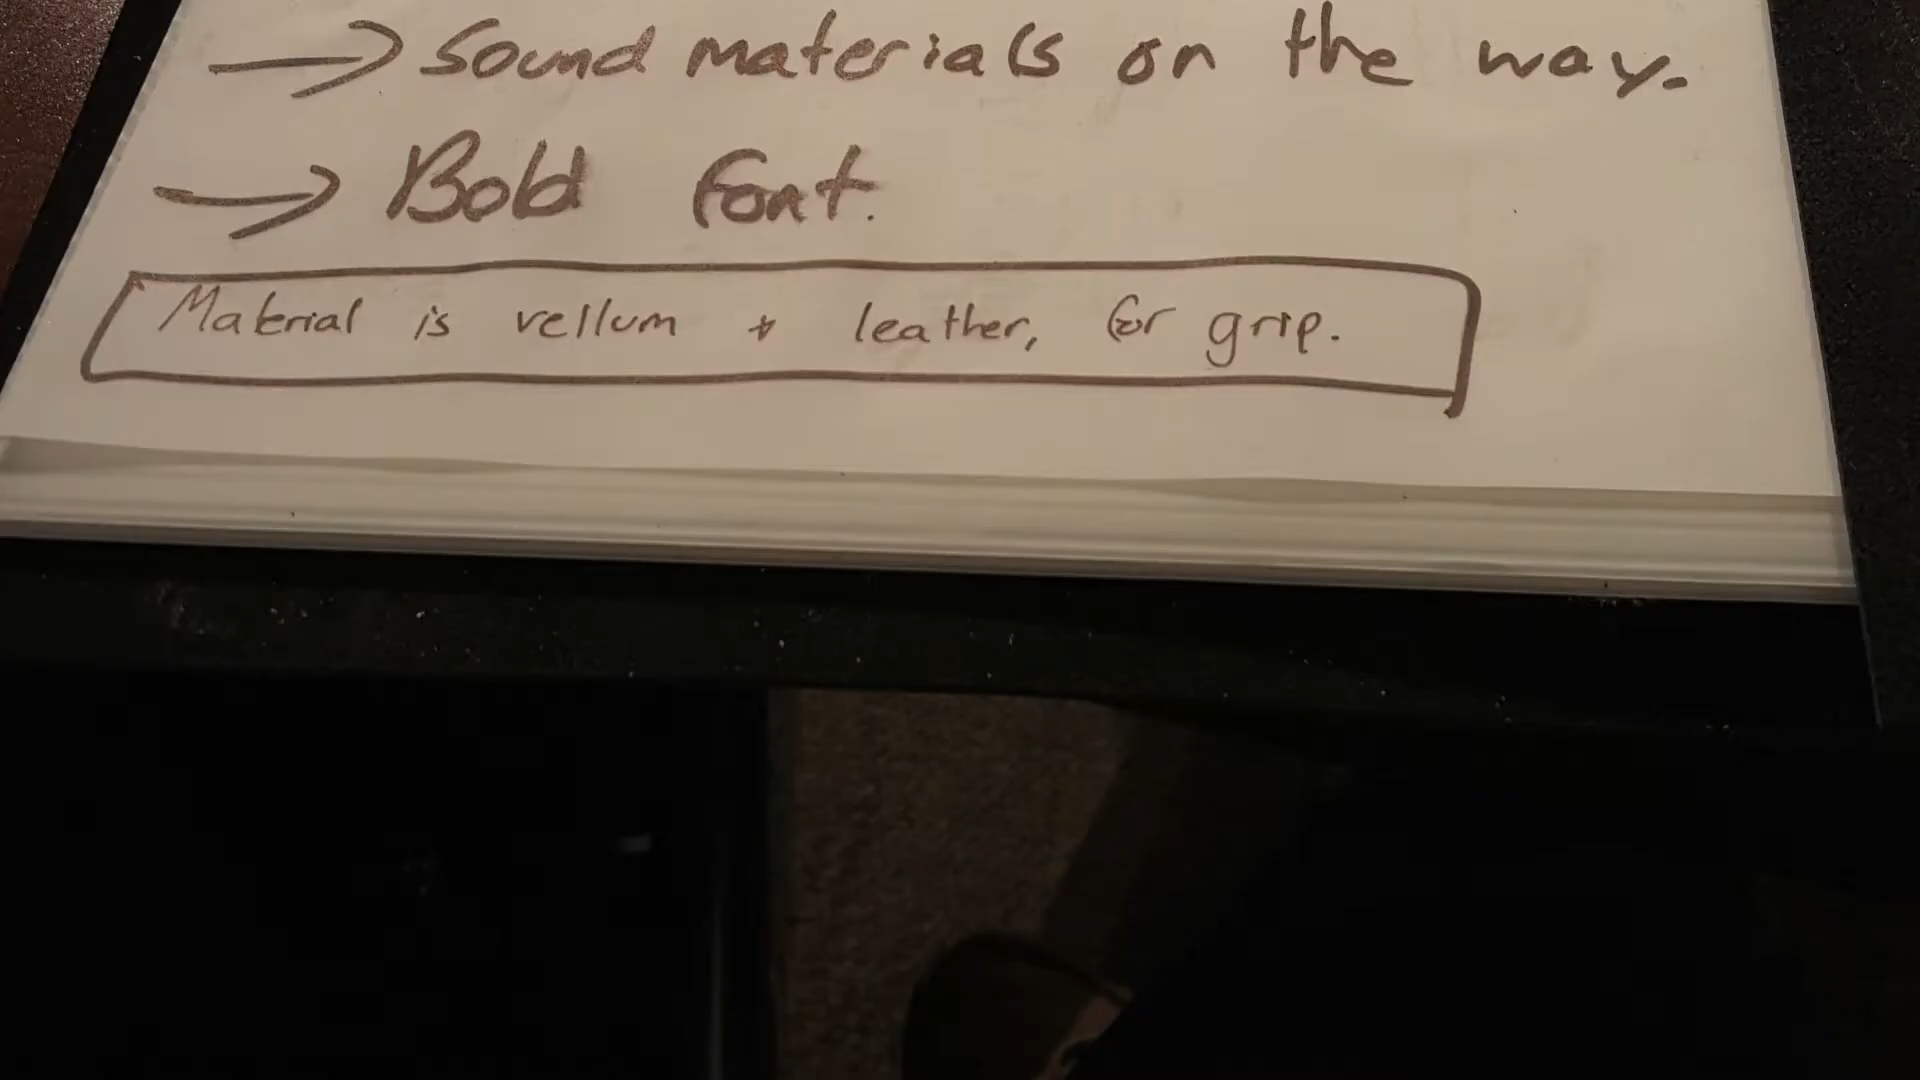 → Sound materials on the way.
→ Bold font.
Material is vellum + leather, for grip.